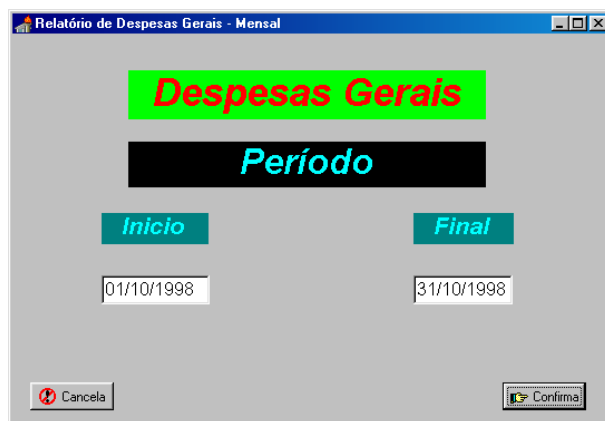 Relatório de Despesas Gerais - Mensal
Despesas Gerais
Período
Inicio Final
01/10/1998 31/10/1998
Cancela Confirma